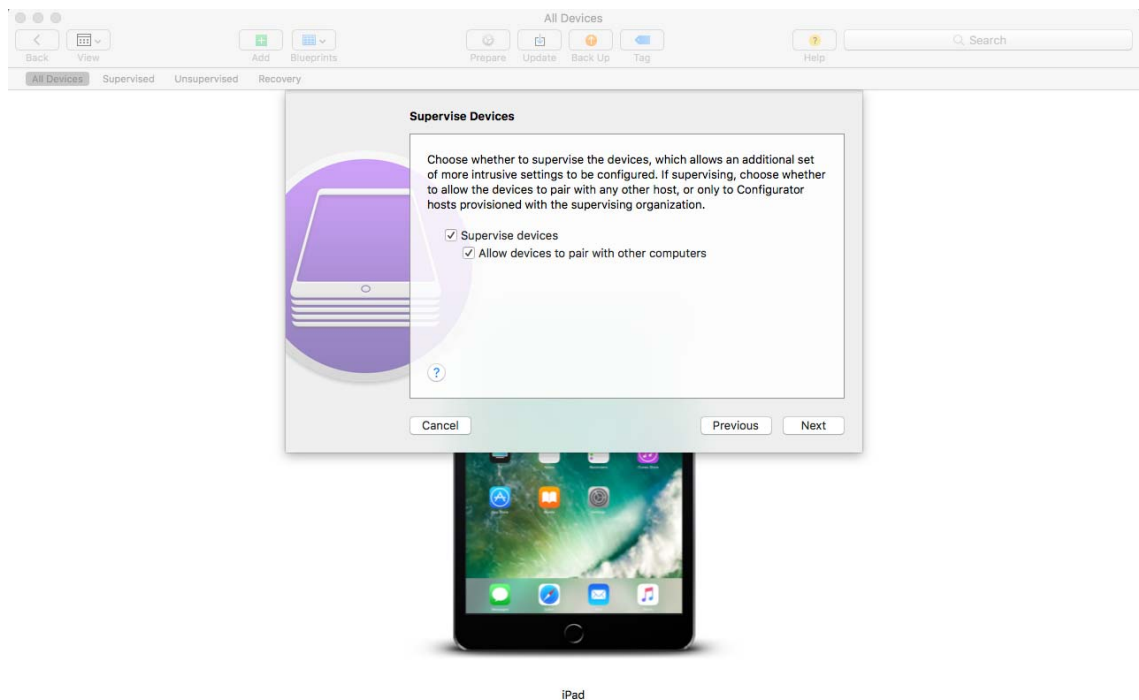 All Devices
Back View Add Blueprints Prepare Update Back Up Tag Help Search
All Devices Supervised Unsupervised Recovery
Supervise Devices
Choose whether to supervise the devices, which allows an additional set
of more intrusive settings to be configured. If supervising, choose whether
to allow the devices to pair with any other host, or only to Configurator
hosts provisioned with the supervising organization.
Supervise devices
Allow devices to pair with other computers
?
Cancel Previous Next
iPad